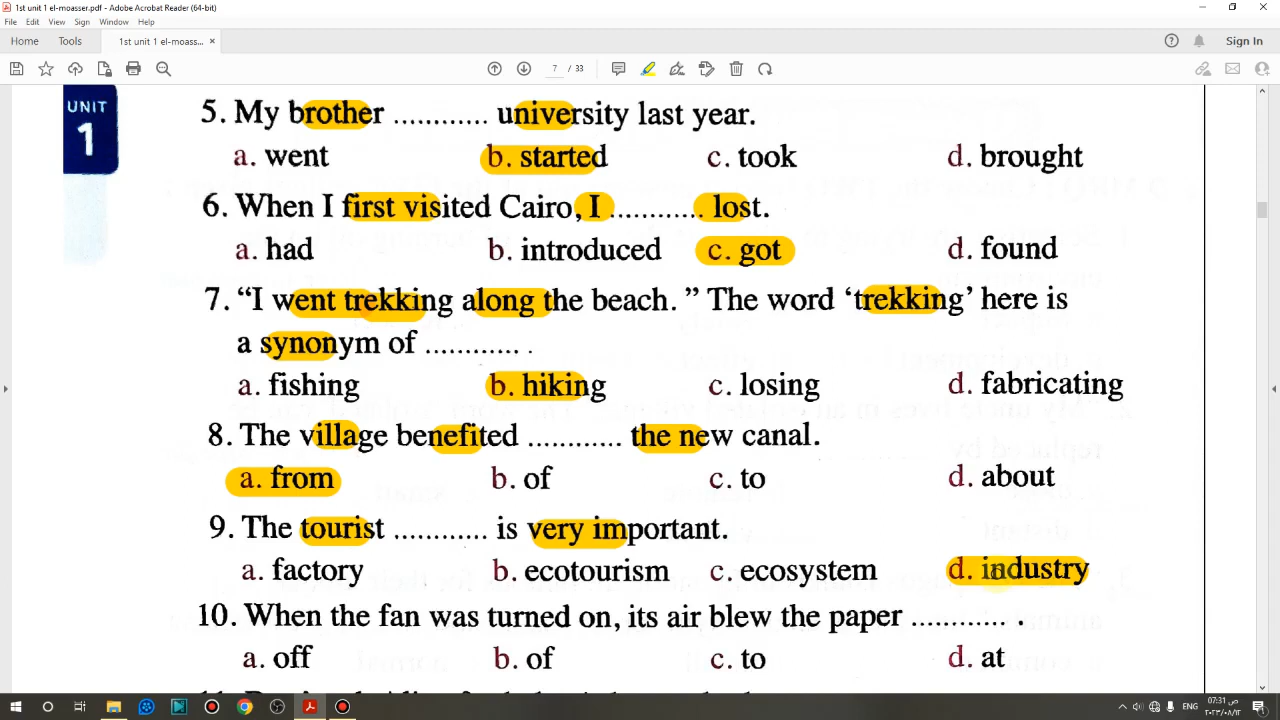 1st unit 1 el-moasser.pdf - Adobe Acrobat Reader (64-bit)
File Edit View Sign Window Help
Home Tools 1st unit 1 el-moass... × Sign In
7 / 33
UNIT
1
5. My brother ............ university last year.
a. went b. started c. took d. brought
6. When I first visited Cairo, I ............ lost.
a. had b. introduced c. got d. found
7. “I went trekking along the beach.” The word ‘trekking’ here is
a synonym of ............ .
a. fishing b. hiking c. losing d. fabricating
8. The village benefited ............ the new canal.
a. from b. of c. to d. about
9. The tourist ............ is very important.
a. factory b. ecotourism c. ecosystem d. industry
10. When the fan was turned on, its air blew the paper ............ .
a. off b. of c. to d. at
ENG
07:31 ص
٢٠٢٣/٠٨/١٢